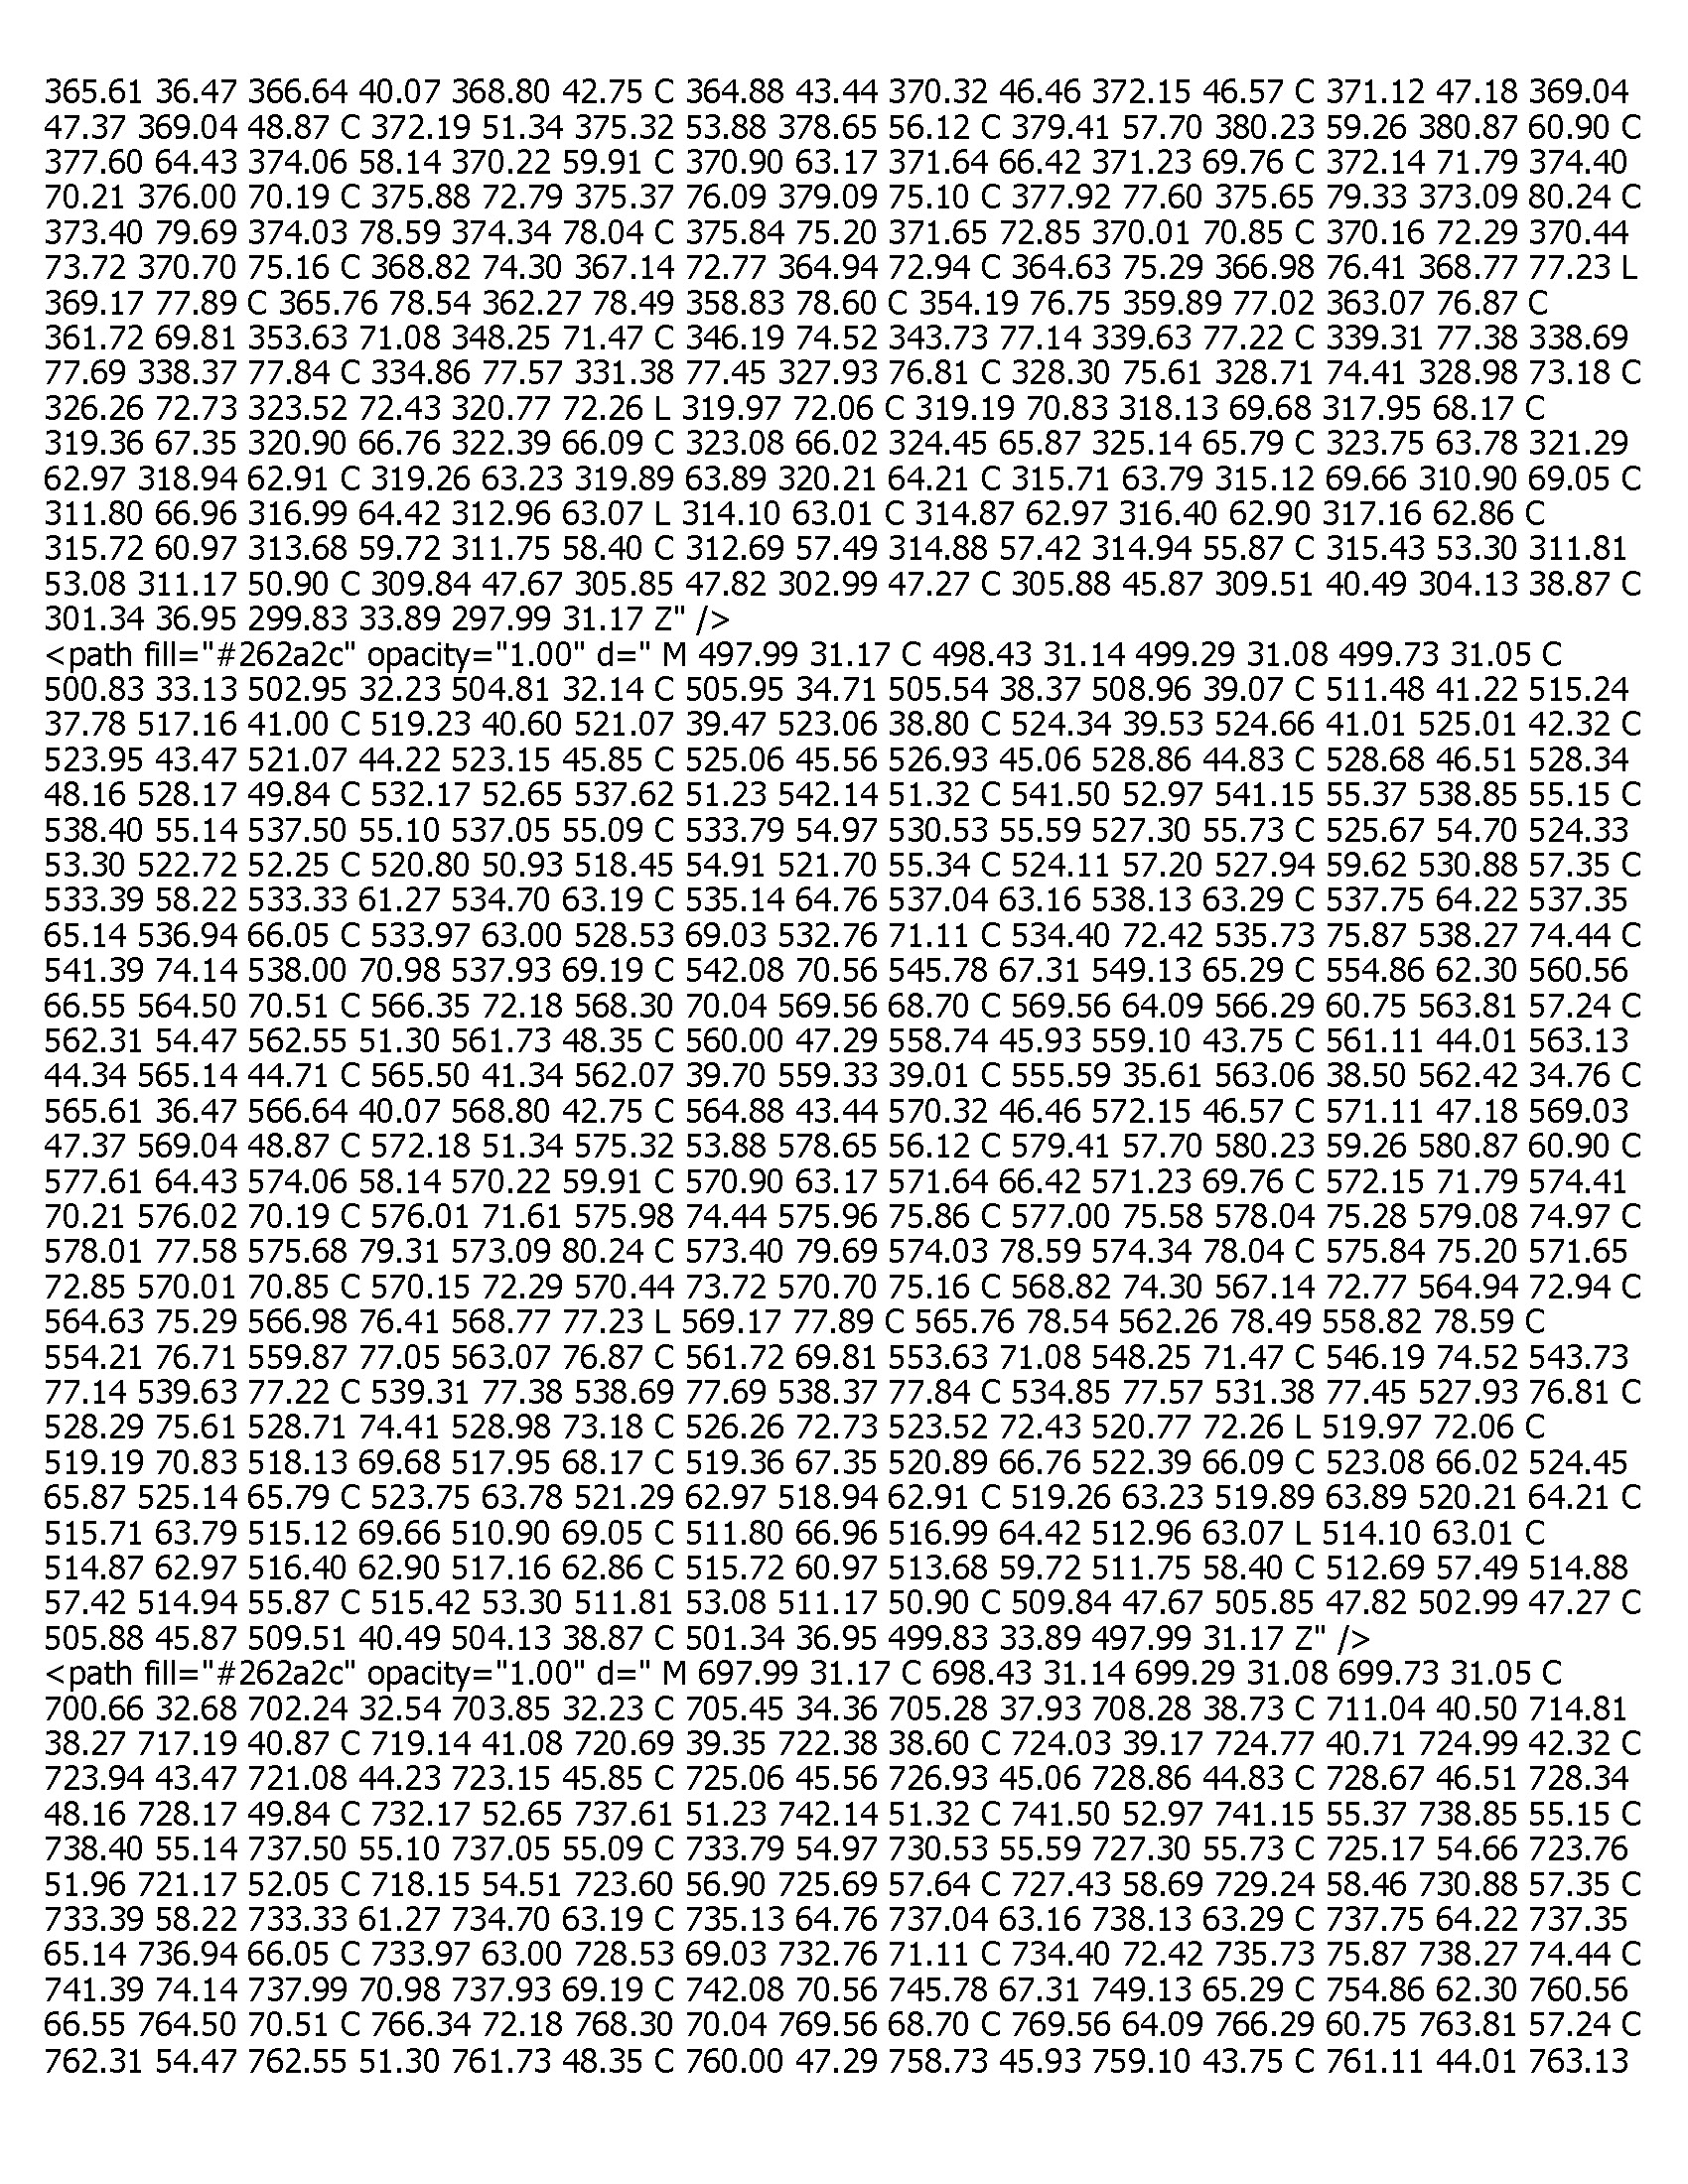 365.61 36.47 366.64 40.07 368.80 42.75 C 364.88 43.44 370.32 46.46 372.15 46.57 C 371.12 47.18 369.04
47.37 369.04 48.87 C 372.19 51.34 375.32 53.88 378.65 56.12 C 379.41 57.70 380.23 59.26 380.87 60.90 C
377.60 64.43 374.06 58.14 370.22 59.91 C 370.90 63.17 371.64 66.42 371.23 69.76 C 372.14 71.79 374.40
70.21 376.00 70.19 C 375.88 72.79 375.37 76.09 379.09 75.10 C 377.92 77.60 375.65 79.33 373.09 80.24 C
373.40 79.69 374.03 78.59 374.34 78.04 C 375.84 75.20 371.65 72.85 370.01 70.85 C 370.16 72.29 370.44
73.72 370.70 75.16 C 368.82 74.30 367.14 72.77 364.94 72.94 C 364.63 75.29 366.98 76.41 368.77 77.23 L
369.17 77.89 C 365.76 78.54 362.27 78.49 358.83 78.60 C 354.19 76.75 359.89 77.02 363.07 76.87 C
361.72 69.81 353.63 71.08 348.25 71.47 C 346.19 74.52 343.73 77.14 339.63 77.22 C 339.31 77.38 338.69
77.69 338.37 77.84 C 334.86 77.57 331.38 77.45 327.93 76.81 C 328.30 75.61 328.71 74.41 328.98 73.18 C
326.26 72.73 323.52 72.43 320.77 72.26 L 319.97 72.06 C 319.19 70.83 318.13 69.68 317.95 68.17 C
319.36 67.35 320.90 66.76 322.39 66.09 C 323.08 66.02 324.45 65.87 325.14 65.79 C 323.75 63.78 321.29
62.97 318.94 62.91 C 319.26 63.23 319.89 63.89 320.21 64.21 C 315.71 63.79 315.12 69.66 310.90 69.05 C
311.80 66.96 316.99 64.42 312.96 63.07 L 314.10 63.01 C 314.87 62.97 316.40 62.90 317.16 62.86 C
315.72 60.97 313.68 59.72 311.75 58.40 C 312.69 57.49 314.88 57.42 314.94 55.87 C 315.43 53.30 311.81
53.08 311.17 50.90 C 309.84 47.67 305.85 47.82 302.99 47.27 C 305.88 45.87 309.51 40.49 304.13 38.87 C
301.34 36.95 299.83 33.89 297.99 31.17 Z" />
<path fill="#262a2c" opacity="1.00" d=" M 497.99 31.17 C 498.43 31.14 499.29 31.08 499.73 31.05 C
500.83 33.13 502.95 32.23 504.81 32.14 C 505.95 34.71 505.54 38.37 508.96 39.07 C 511.48 41.22 515.24
37.78 517.16 41.00 C 519.23 40.60 521.07 39.47 523.06 38.80 C 524.34 39.53 524.66 41.01 525.01 42.32 C
523.95 43.47 521.07 44.22 523.15 45.85 C 525.06 45.56 526.93 45.06 528.86 44.83 C 528.68 46.51 528.34
48.16 528.17 49.84 C 532.17 52.65 537.62 51.23 542.14 51.32 C 541.50 52.97 541.15 55.37 538.85 55.15 C
538.40 55.14 537.50 55.10 537.05 55.09 C 533.79 54.97 530.53 55.59 527.30 55.73 C 525.67 54.70 524.33
53.30 522.72 52.25 C 520.80 50.93 518.45 54.91 521.70 55.34 C 524.11 57.20 527.94 59.62 530.88 57.35 C
533.39 58.22 533.33 61.27 534.70 63.19 C 535.14 64.76 537.04 63.16 538.13 63.29 C 537.75 64.22 537.35
65.14 536.94 66.05 C 533.97 63.00 528.53 69.03 532.76 71.11 C 534.40 72.42 535.73 75.87 538.27 74.44 C
541.39 74.14 538.00 70.98 537.93 69.19 C 542.08 70.56 545.78 67.31 549.13 65.29 C 554.86 62.30 560.56
66.55 564.50 70.51 C 566.35 72.18 568.30 70.04 569.56 68.70 C 569.56 64.09 566.29 60.75 563.81 57.24 C
562.31 54.47 562.55 51.30 561.73 48.35 C 560.00 47.29 558.74 45.93 559.10 43.75 C 561.11 44.01 563.13
44.34 565.14 44.71 C 565.50 41.34 562.07 39.70 559.33 39.01 C 555.59 35.61 563.06 38.50 562.42 34.76 C
565.61 36.47 566.64 40.07 568.80 42.75 C 564.88 43.44 570.32 46.46 572.15 46.57 C 571.11 47.18 569.03
47.37 569.04 48.87 C 572.18 51.34 575.32 53.88 578.65 56.12 C 579.41 57.70 580.23 59.26 580.87 60.90 C
577.61 64.43 574.06 58.14 570.22 59.91 C 570.90 63.17 571.64 66.42 571.23 69.76 C 572.15 71.79 574.41
70.21 576.02 70.19 C 576.01 71.61 575.98 74.44 575.96 75.86 C 577.00 75.58 578.04 75.28 579.08 74.97 C
578.01 77.58 575.68 79.31 573.09 80.24 C 573.40 79.69 574.03 78.59 574.34 78.04 C 575.84 75.20 571.65
72.85 570.01 70.85 C 570.15 72.29 570.44 73.72 570.70 75.16 C 568.82 74.30 567.14 72.77 564.94 72.94 C
564.63 75.29 566.98 76.41 568.77 77.23 L 569.17 77.89 C 565.76 78.54 562.26 78.49 558.82 78.59 C
554.21 76.71 559.87 77.05 563.07 76.87 C 561.72 69.81 553.63 71.08 548.25 71.47 C 546.19 74.52 543.73
77.14 539.63 77.22 C 539.31 77.38 538.69 77.69 538.37 77.84 C 534.85 77.57 531.38 77.45 527.93 76.81 C
528.29 75.61 528.71 74.41 528.98 73.18 C 526.26 72.73 523.52 72.43 520.77 72.26 L 519.97 72.06 C
519.19 70.83 518.13 69.68 517.95 68.17 C 519.36 67.35 520.89 66.76 522.39 66.09 C 523.08 66.02 524.45
65.87 525.14 65.79 C 523.75 63.78 521.29 62.97 518.94 62.91 C 519.26 63.23 519.89 63.89 520.21 64.21 C
515.71 63.79 515.12 69.66 510.90 69.05 C 511.80 66.96 516.99 64.42 512.96 63.07 L 514.10 63.01 C
514.87 62.97 516.40 62.90 517.16 62.86 C 515.72 60.97 513.68 59.72 511.75 58.40 C 512.69 57.49 514.88
57.42 514.94 55.87 C 515.42 53.30 511.81 53.08 511.17 50.90 C 509.84 47.67 505.85 47.82 502.99 47.27 C
505.88 45.87 509.51 40.49 504.13 38.87 C 501.34 36.95 499.83 33.89 497.99 31.17 Z" />
<path fill="#262a2c" opacity="1.00" d=" M 697.99 31.17 C 698.43 31.14 699.29 31.08 699.73 31.05 C
700.66 32.68 702.24 32.54 703.85 32.23 C 705.45 34.36 705.28 37.93 708.28 38.73 C 711.04 40.50 714.81
38.27 717.19 40.87 C 719.14 41.08 720.69 39.35 722.38 38.60 C 724.03 39.17 724.77 40.71 724.99 42.32 C
723.94 43.47 721.08 44.23 723.15 45.85 C 725.06 45.56 726.93 45.06 728.86 44.83 C 728.67 46.51 728.34
48.16 728.17 49.84 C 732.17 52.65 737.61 51.23 742.14 51.32 C 741.50 52.97 741.15 55.37 738.85 55.15 C
738.40 55.14 737.50 55.10 737.05 55.09 C 733.79 54.97 730.53 55.59 727.30 55.73 C 725.17 54.66 723.76
51.96 721.17 52.05 C 718.15 54.51 723.60 56.90 725.69 57.64 C 727.43 58.69 729.24 58.46 730.88 57.35 C
733.39 58.22 733.33 61.27 734.70 63.19 C 735.13 64.76 737.04 63.16 738.13 63.29 C 737.75 64.22 737.35
65.14 736.94 66.05 C 733.97 63.00 728.53 69.03 732.76 71.11 C 734.40 72.42 735.73 75.87 738.27 74.44 C
741.39 74.14 737.99 70.98 737.93 69.19 C 742.08 70.56 745.78 67.31 749.13 65.29 C 754.86 62.30 760.56
66.55 764.50 70.51 C 766.34 72.18 768.30 70.04 769.56 68.70 C 769.56 64.09 766.29 60.75 763.81 57.24 C
762.31 54.47 762.55 51.30 761.73 48.35 C 760.00 47.29 758.73 45.93 759.10 43.75 C 761.11 44.01 763.13